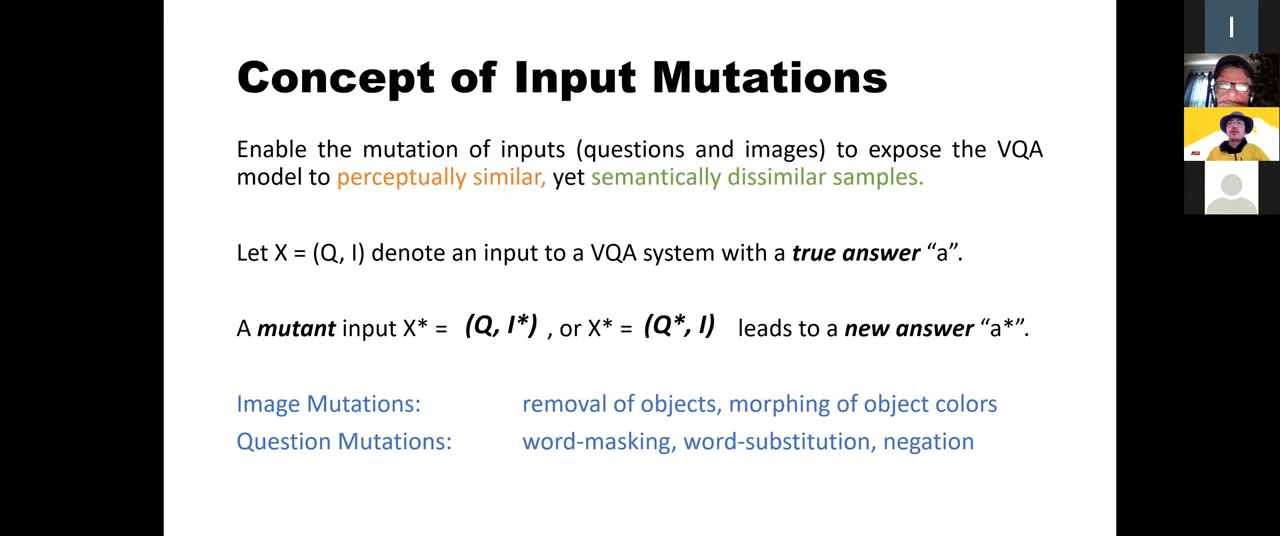 Concept of Input Mutations
I
Enable the mutation of inputs (questions and images) to expose the VQA
model to perceptually similar, yet semantically dissimilar samples.
Let X = (Q, I) denote an input to a VQA system with a true answer “a”.
A mutant input X* = (Q, I*) , or X* = (Q*, I) leads to a new answer “a*”.
Image Mutations: removal of objects, morphing of object colors
Question Mutations: word-masking, word-substitution, negation